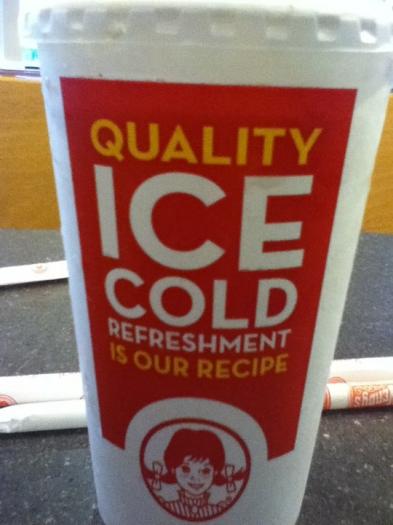 QUALITY
ICE
COLD
REFRESHMENT
IS OUR RECIPE